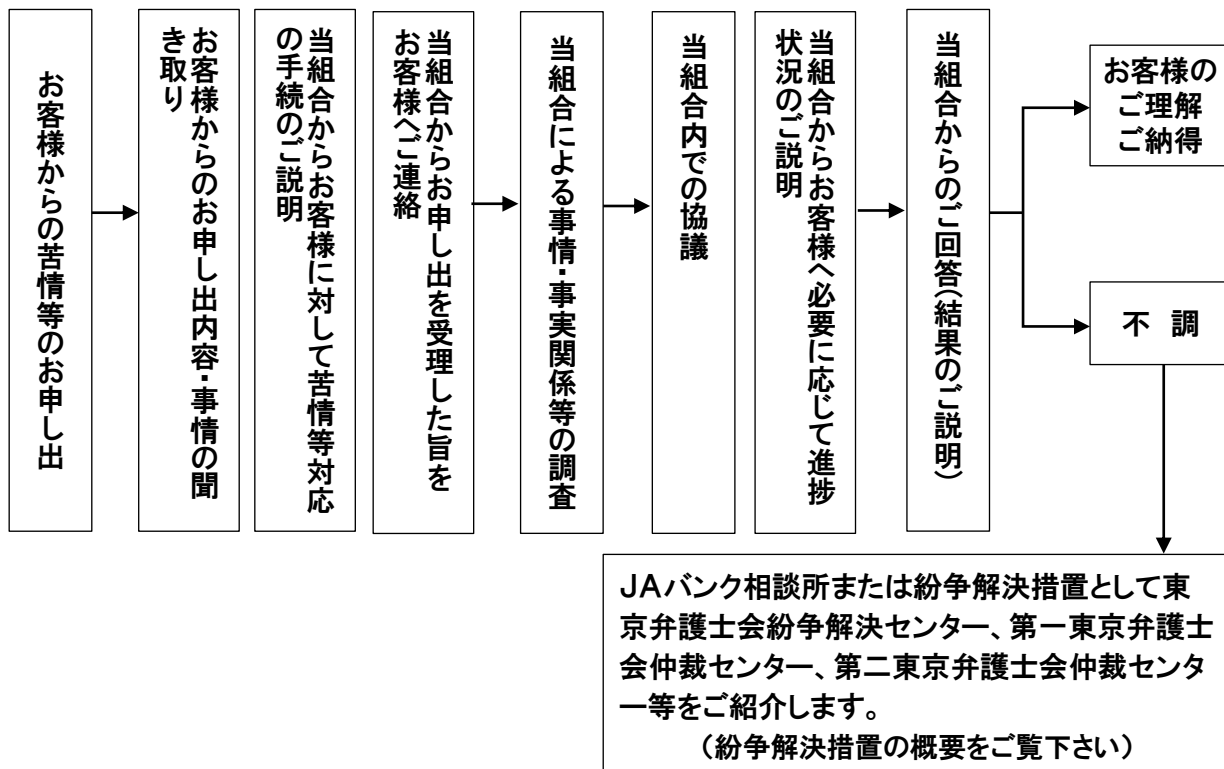 お客様からの苦情等のお申し出
お客様からのお申し出内容・事情の聞
き取り
当組合からお客様に対して苦情等対応
の手続のご説明
当組合からお申し出を受理した旨を
お客様へご連絡
当組合による事情・事実関係等の調査
当組合内での協議
当組合からお客様へ必要に応じて進捗
状況のご説明
当組合からのご回答(結果のご説明)
お客様の
ご理解
ご納得
不 調
JAバンク相談所または紛争解決措置として東
京弁護士会紛争解決センター、第一東京弁護士
会仲裁センター、第二東京弁護士会仲裁センタ
ー等をご紹介します。
(紛争解決措置の概要をご覧下さい)